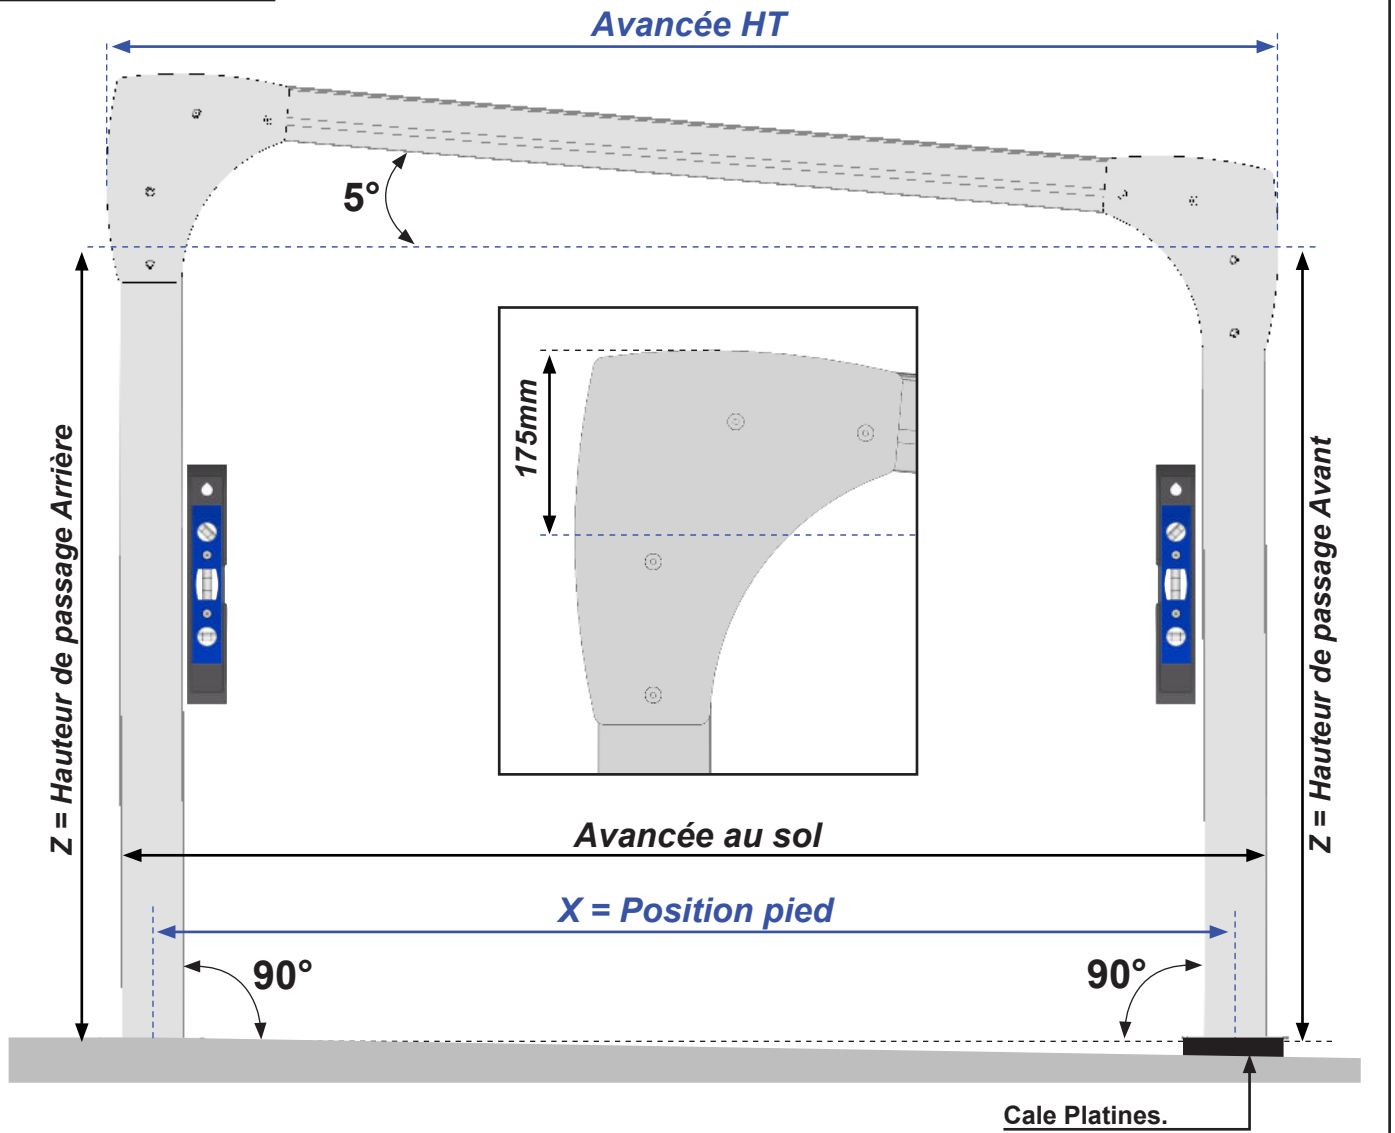 Avancée HT
5°
175mm
Z = Hauteur de passage Arrière
Z = Hauteur de passage Avant
Avancée au sol
X = Position pied
90°
90°
Cale Platines.